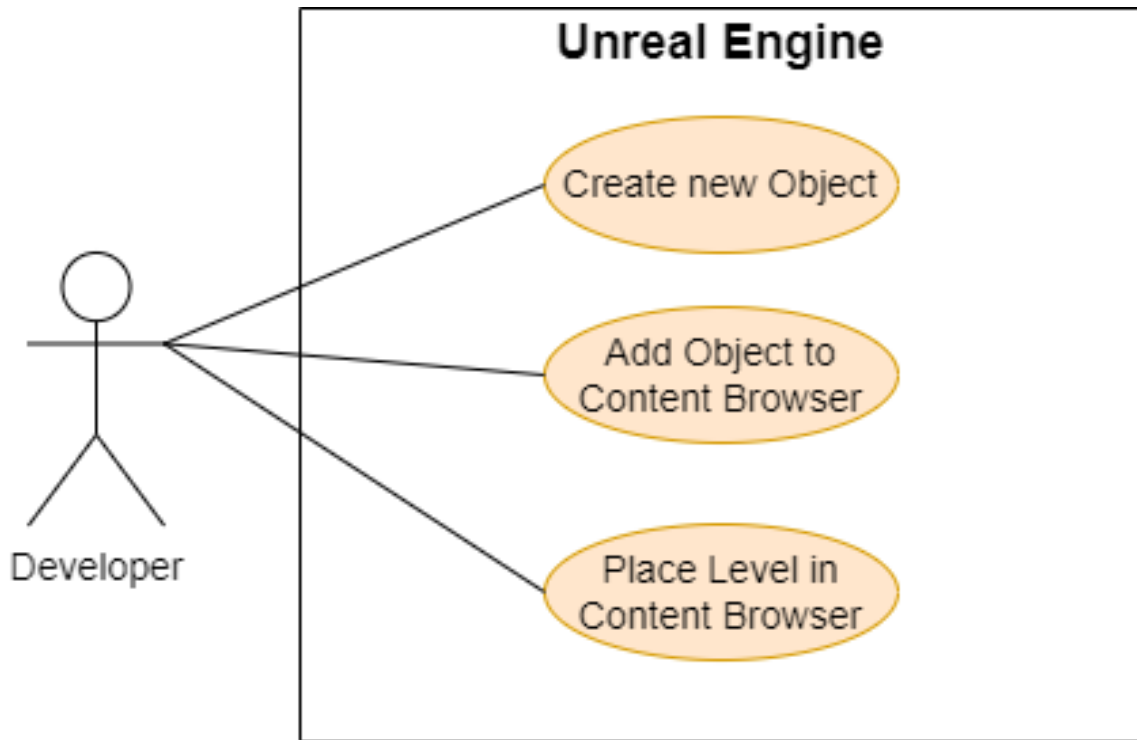 Unreal Engine
Create new Object
Add Object to
Content Browser
Developer
Place Level in
Content Browser